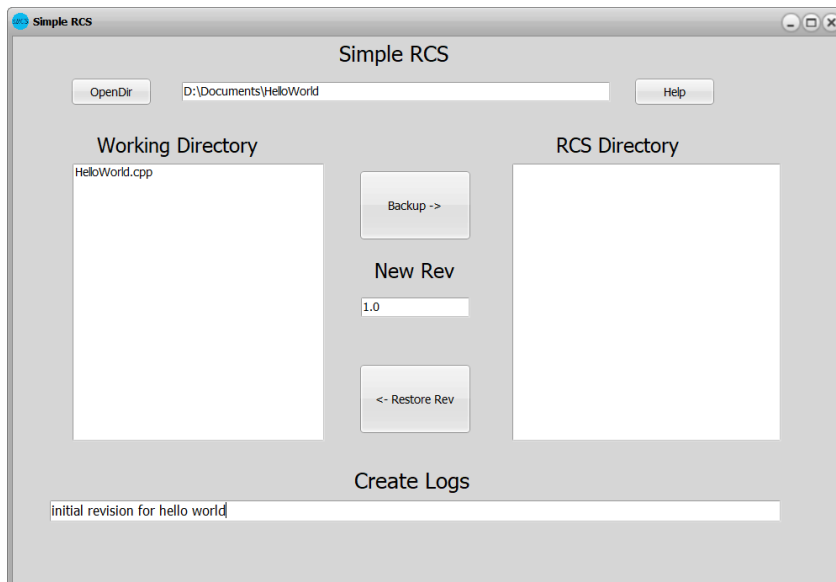 Simple RCS
Simple RCS
OpenDir
D:\Documents\HelloWorld
Help
Working Directory
RCS Directory
HelloWorld.cpp
Backup ->
New Rev
1.0
<- Restore Rev
Create Logs
initial revision for hello world